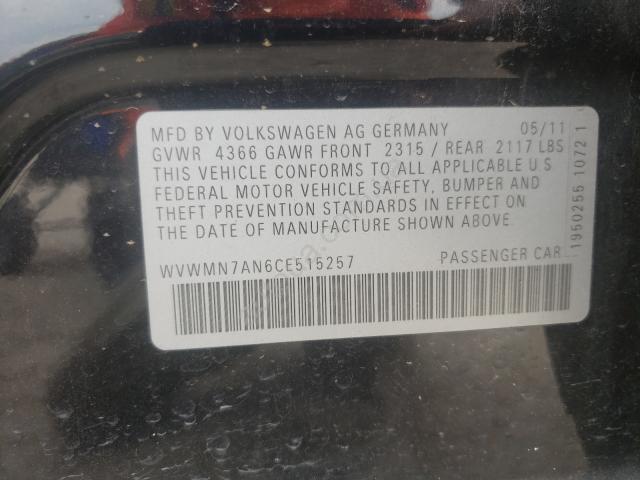 MFD BY VOLKSWAGEN AG GERMANY 05/11
GVWR 4366 GAWR FRONT 2315 / REAR 2117 LBS
THIS VEHICLE CONFORMS TO ALL APPLICABLE U S
FEDERAL MOTOR VEHICLE SAFETY, BUMPER AND
THEFT PREVENTION STANDARDS IN EFFECT ON
THE DATE OF MANUFACTURE SHOWN ABOVE.
WVWMN7AN6CE515257 PASSENGER CAR
1950255 1072 1